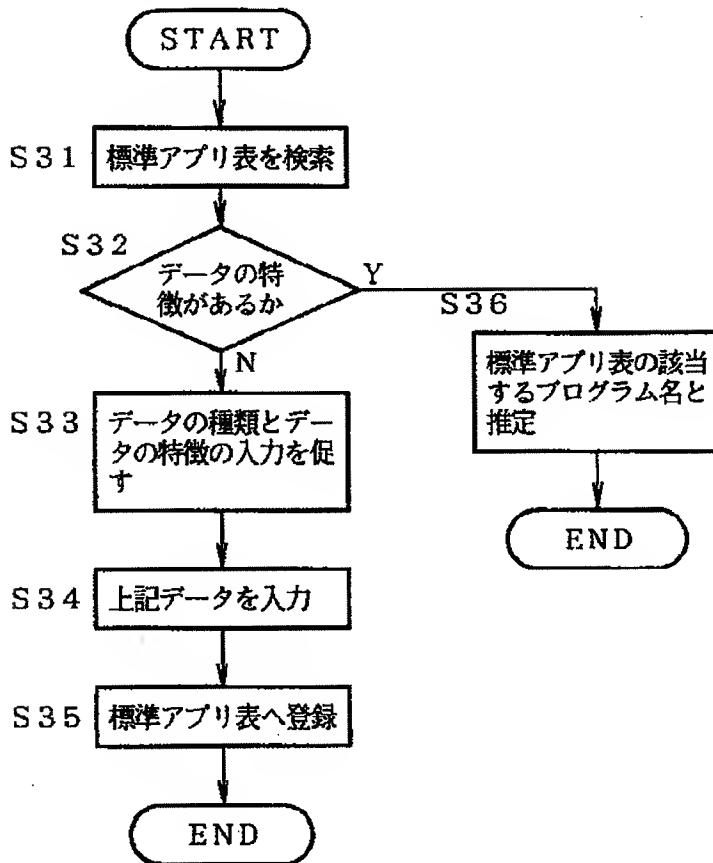 START
S31
標準アプリ表を検索
S32
データの特
徴があるか
Y
N
S36
標準アプリ表の該当
するプログラム名と
推定
END
S33
データの種類とデー
タの特徴の入力を促
す
S34
上記データを入力
S35
標準アプリ表へ登録
END